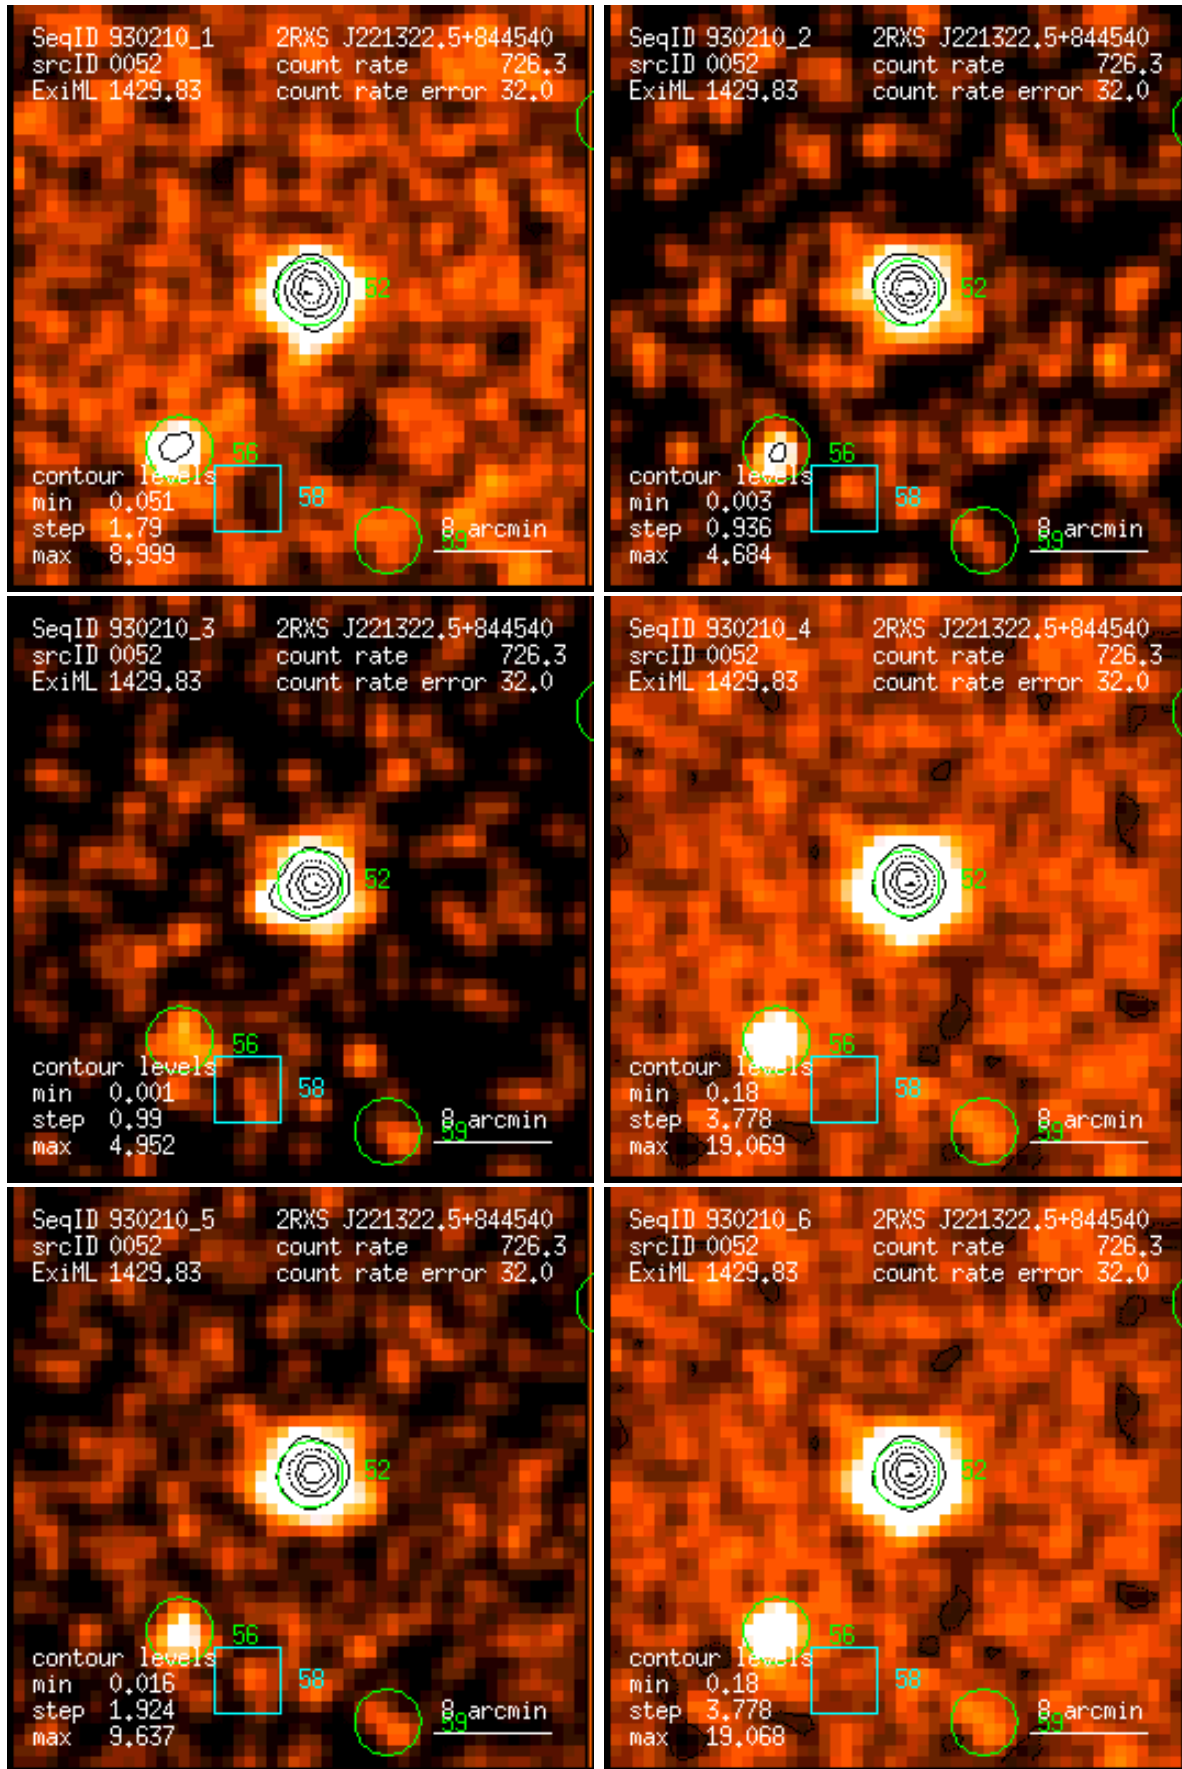 SeqID 930210_1 2RXS J221322.5+844540
srcID 0052 count rate 726.3
ExiML 1429.83 count rate error 32.0
52
56
contour levels
min 0.051
58
step 1.79
8 arcmin
59
max 8.999
SeqID 930210_2 2RXS J221322.5+844540
srcID 0052 count rate 726.3
ExiML 1429.83 count rate error 32.0
52
56
contour levels
min 0.003
58
step 0.936
8 arcmin
59
max 4.684
SeqID 930210_3 2RXS J221322.5+844540
srcID 0052 count rate 726.3
ExiML 1429.83 count rate error 32.0
52
56
contour levels
min 0.001
58
step 0.99
8 arcmin
59
max 4.952
SeqID 930210_4 2RXS J221322.5+844540
srcID 0052 count rate 726.3
ExiML 1429.83 count rate error 32.0
52
56
contour levels
min 0.18
58
step 3.778
8 arcmin
59
max 19.069
SeqID 930210_5 2RXS J221322.5+844540
srcID 0052 count rate 726.3
ExiML 1429.83 count rate error 32.0
52
56
contour levels
min 0.016
58
step 1.924
8 arcmin
59
max 9.637
SeqID 930210_6 2RXS J221322.5+844540
srcID 0052 count rate 726.3
ExiML 1429.83 count rate error 32.0
52
56
contour levels
min 0.18
58
step 3.778
8 arcmin
59
max 19.068